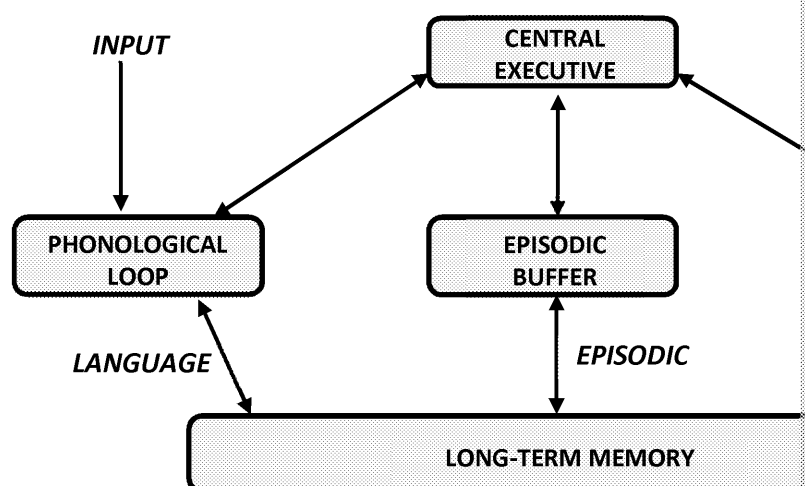 INPUT
CENTRAL
EXECUTIVE
PHONOLOGICAL
LOOP
EPISODIC
BUFFER
LANGUAGE
EPISODIC
LONG-TERM MEMORY